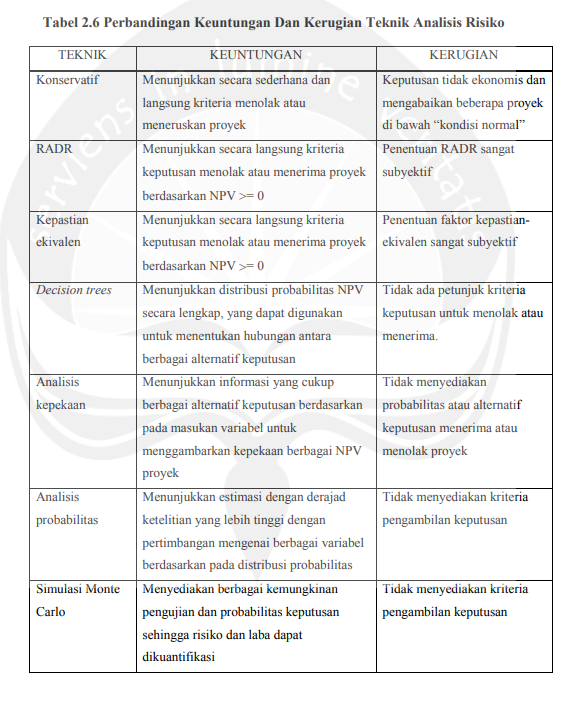 Tabel 2.6 Perbandingan Keuntungan Dan Kerugian Teknik Analisis Risiko
TEKNIK KEUNTUNGAN KERUGIAN
Konservatif
Menunjukkan secara sederhana dan
langsung kriteria menolak atau
meneruskan proyek
Keputusan tidak ekonomis dan
mengabaikan beberapa proyek
di bawah “kondisi normal”
RADR
Menunjukkan secara langsung kriteria
keputusan menolak atau menerima proyek
berdasarkan NPV >= 0
Penentuan RADR sangat
subyektif
Kepastian
ekivalen
Menunjukkan secara langsung kriteria
keputusan menolak atau menerima proyek
berdasarkan NPV >= 0
Penentuan faktor kepastian-
ekivalen sangat subyektif
Decision trees
Menunjukkan distribusi probabilitas NPV
secara lengkap, yang dapat digunakan
untuk menentukan hubungan antara
berbagai alternatif keputusan
Tidak ada petunjuk kriteria
keputusan untuk menolak atau
menerima.
Analisis
kepekaan
Menunjukkan informasi yang cukup
berbagai alternatif keputusan berdasarkan
pada masukan variabel untuk
menggambarkan kepekaan berbagai NPV
proyek
Tidak menyediakan
probabilitas atau alternatif
keputusan menerima atau
menolak proyek
Analisis
probabilitas
Menunjukkan estimasi dengan derajad
ketelitian yang lebih tinggi dengan
pertimbangan mengenai berbagai variabel
berdasarkan pada distribusi probabilitas
Tidak menyediakan kriteria
pengambilan keputusan
Simulasi Monte
Carlo
Menyediakan berbagai kemungkinan
pengujian dan probabilitas keputusan
sehingga risiko dan laba dapat
dikuantifikasi
Tidak menyediakan kriteria
pengambilan keputusan
serviens in lumine veritatis